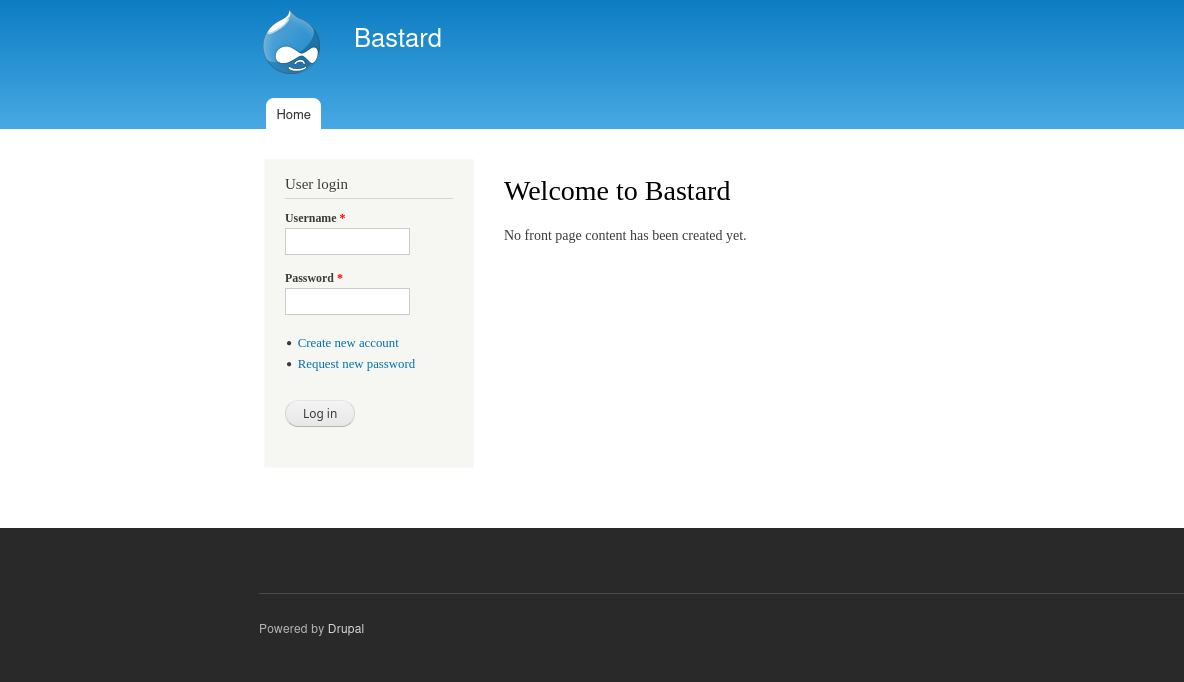 Bastard
Home
User login
Username *
Password *
Create new account
Request new password
Log in
Welcome to Bastard
No front page content has been created yet.
Powered by Drupal